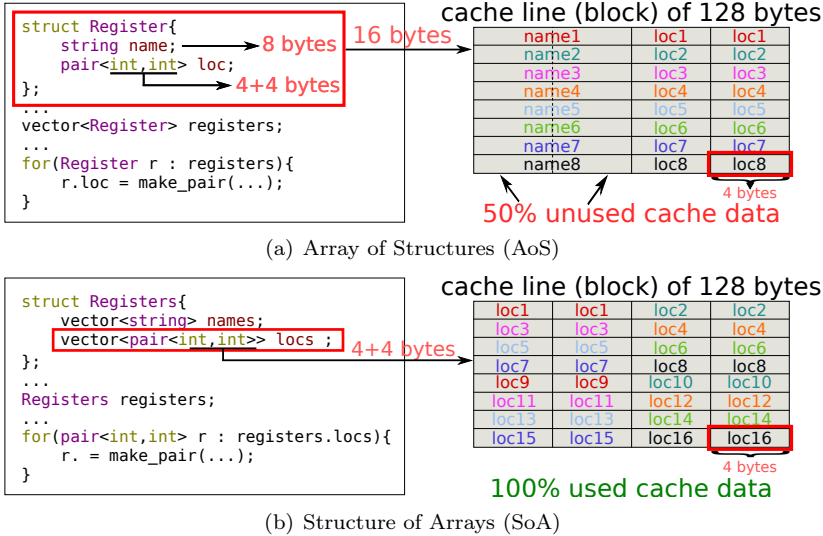 struct Register{
string name; 8 bytes
pair<int,int> loc;
4+4 bytes
};
...
vector<Register> registers;
...
for(Register r : registers){
r.loc = make_pair(...);
}
16 bytes
cache line (block) of 128 bytes
name1 loc1 loc1
name2 loc2 loc2
name3 loc3 loc3
name4 loc4 loc4
name5 loc5 loc5
name6 loc6 loc6
name7 loc7 loc7
name8 loc8 loc8
4 bytes
50% unused cache data
(a) Array of Structures (AoS)
struct Registers{
vector<string> names;
vector<pair<int,int>> locs ;
};
...
Registers registers;
...
for(pair<int,int> r : registers.locs){
r. = make_pair(...);
}
4+4 bytes
cache line (block) of 128 bytes
loc1 loc1 loc2 loc2
loc3 loc3 loc4 loc4
loc5 loc5 loc6 loc6
loc7 loc7 loc8 loc8
loc9 loc9 loc10 loc10
loc11 loc11 loc12 loc12
loc13 loc13 loc14 loc14
loc15 loc15 loc16 loc16
4 bytes
100% used cache data
(b) Structure of Arrays (SoA)